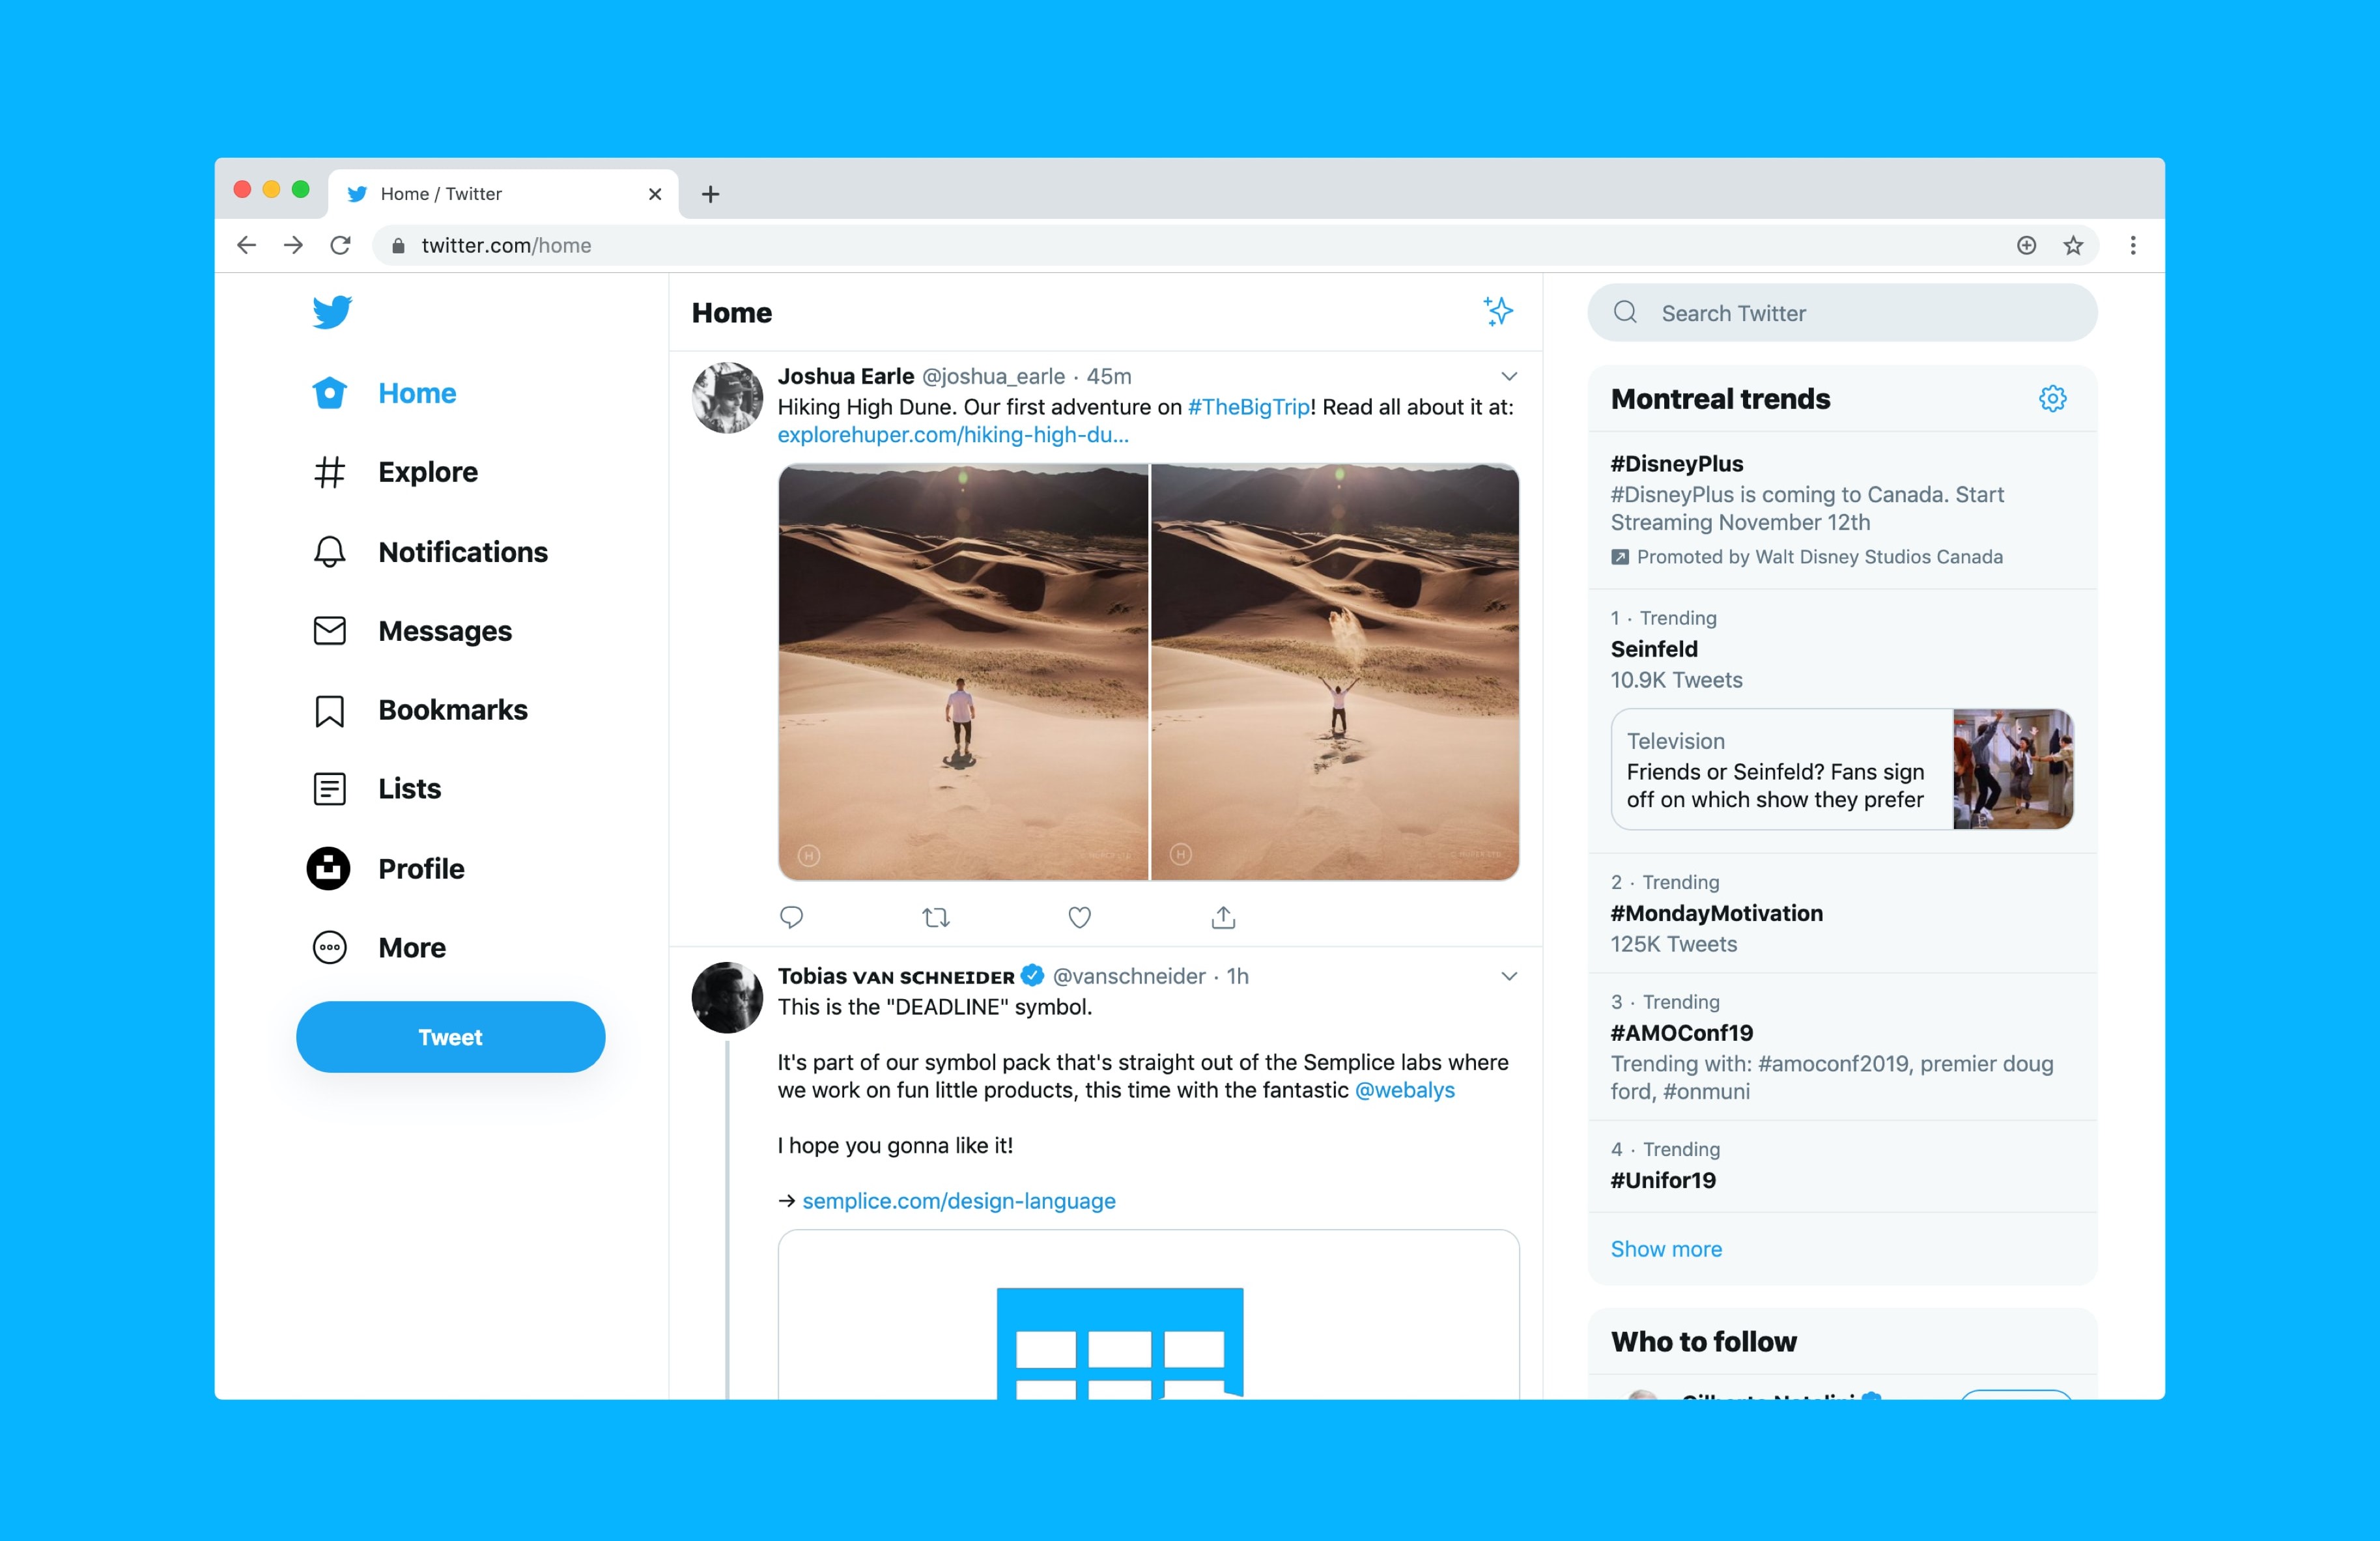 Home / Twitter
twitter.com/home
Home
Explore
Notifications
Messages
Bookmarks
Lists
Profile
More
Tweet
Home
Joshua Earle @joshua_earle · 45m
Hiking High Dune. Our first adventure on #TheBigTrip! Read all about it at:
explorehuper.com/hiking-high-du...
H
H
Tobias VAN SCHNEIDER @vanschneider · 1h
This is the "DEADLINE" symbol.
It's part of our symbol pack that's straight out of the Semplice labs where
we work on fun little products, this time with the fantastic @webalys
I hope you gonna like it!
→ semplice.com/design-language
Search Twitter
Montreal trends
#DisneyPlus
#DisneyPlus is coming to Canada. Start
Streaming November 12th
Promoted by Walt Disney Studios Canada
1 · Trending
Seinfeld
10.9K Tweets
Television
Friends or Seinfeld? Fans sign
off on which show they prefer
2 · Trending
#MondayMotivation
125K Tweets
3 · Trending
#AMOConf19
Trending with: #amoconf2019, premier doug
ford, #onmuni
4 · Trending
#Unifor19
Show more
Who to follow